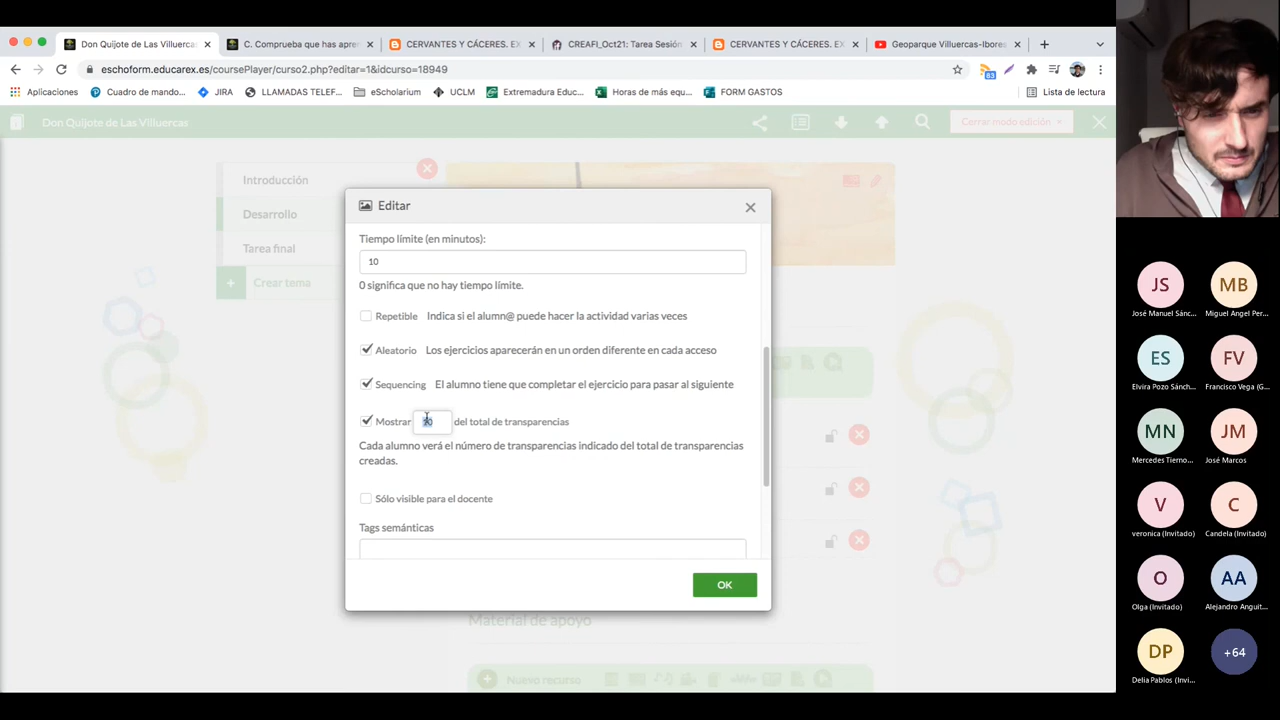 Don Quijote de Las Villuercas
C. Comprueba que has apren
CERVANTES Y CÁCERES. EX
CREAFI_Oct21: Tarea Sesión
CERVANTES Y CÁCERES. EX
Geoparque Villuercas-Ibores
eschoform.educarex.es/coursePlayer/curso2.php?editar=1&idcurso=18949
83
Aplicaciones
Cuadro de mando...
JIRA
LLAMADAS TELEF...
eScholarium
UCLM
Extremadura Educ...
Horas de más equ...
FORM GASTOS
Lista de lectura
Don Quijote de Las Villuercas
Cerrar modo edición
Introducción
Desarrollo
Tarea final
Crear tema
Editar
Tiempo límite (en minutos):
10
0 significa que no hay tiempo límite.
Repetible Indica si el alumn@ puede hacer la actividad varias veces
Aleatorio Los ejercicios aparecerán en un orden diferente en cada acceso
Sequencing El alumno tiene que completar el ejercicio para pasar al siguiente
Mostrar del total de transparencias
Cada alumno verá el número de transparencias indicado del total de transparencias
creadas.
Sólo visible para el docente
Tags semánticas
OK
Material de apoyo
Nuevo recurso
JS
José Manuel Sánc...
MB
Miguel Angel Per...
ES
Elvira Pozo Sánch...
FV
Francisco Vega (G...
MN
Mercedes Tierno...
JM
José Marcos
V
veronica (Invitado)
C
Candela (Invitado)
O
Olga (Invitado)
AA
Alejandro Anguit...
DP
Delia Pablos (Invi...
+64